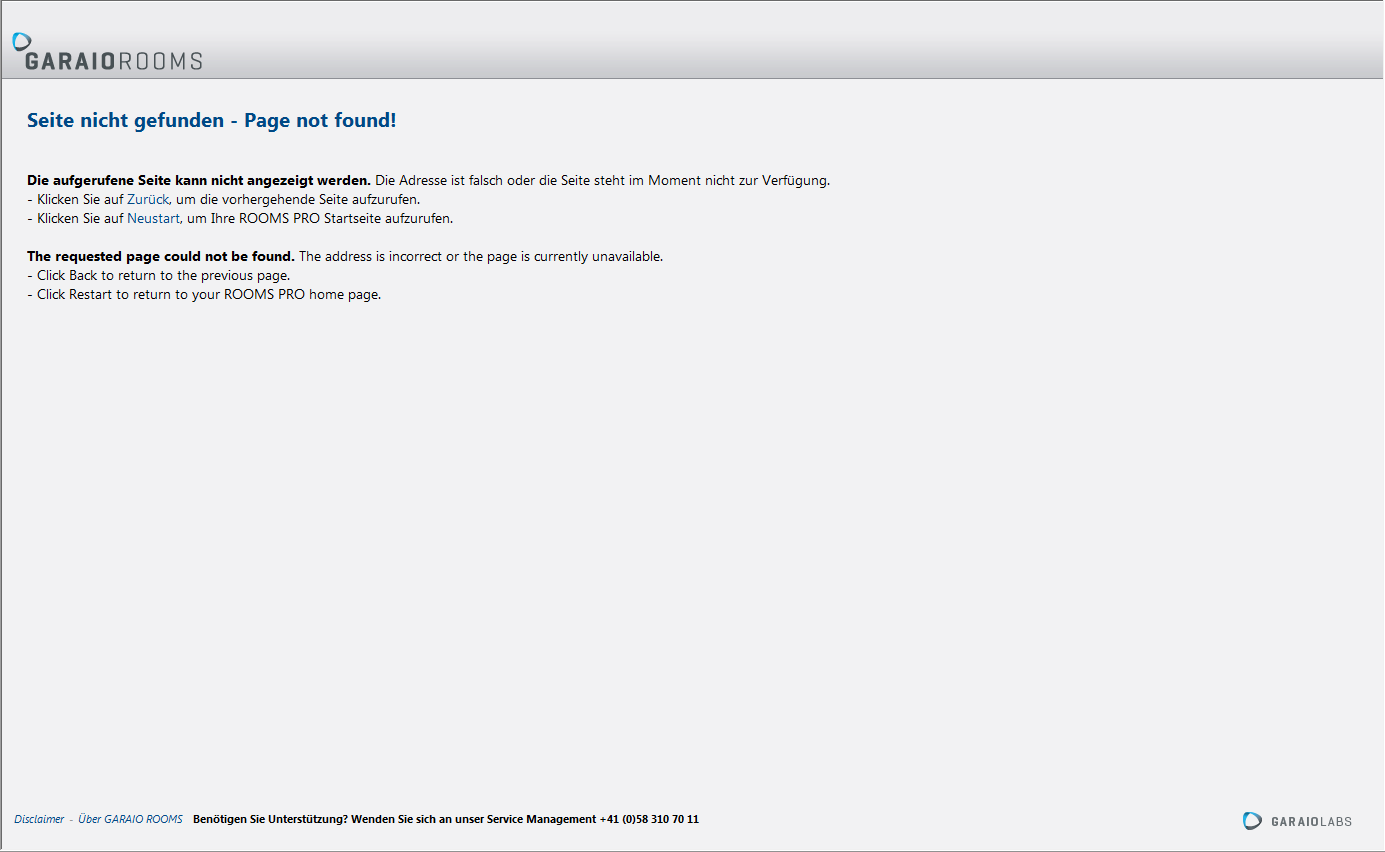 GARAIOROOMS
Seite nicht gefunden - Page not found!
Die aufgerufene Seite kann nicht angezeigt werden. Die Adresse ist falsch oder die Seite steht im Moment nicht zur Verfügung.
- Klicken Sie auf Zurück, um die vorhergehende Seite aufzurufen.
- Klicken Sie auf Neustart, um Ihre ROOMS PRO Startseite aufzurufen.
The requested page could not be found. The address is incorrect or the page is currently unavailable.
- Click Back to return to the previous page.
- Click Restart to return to your ROOMS PRO home page.
Disclaimer - Über GARAIO ROOMS Benötigen Sie Unterstützung? Wenden Sie sich an unser Service Management +41 (0)58 310 70 11
GARAIOLABS